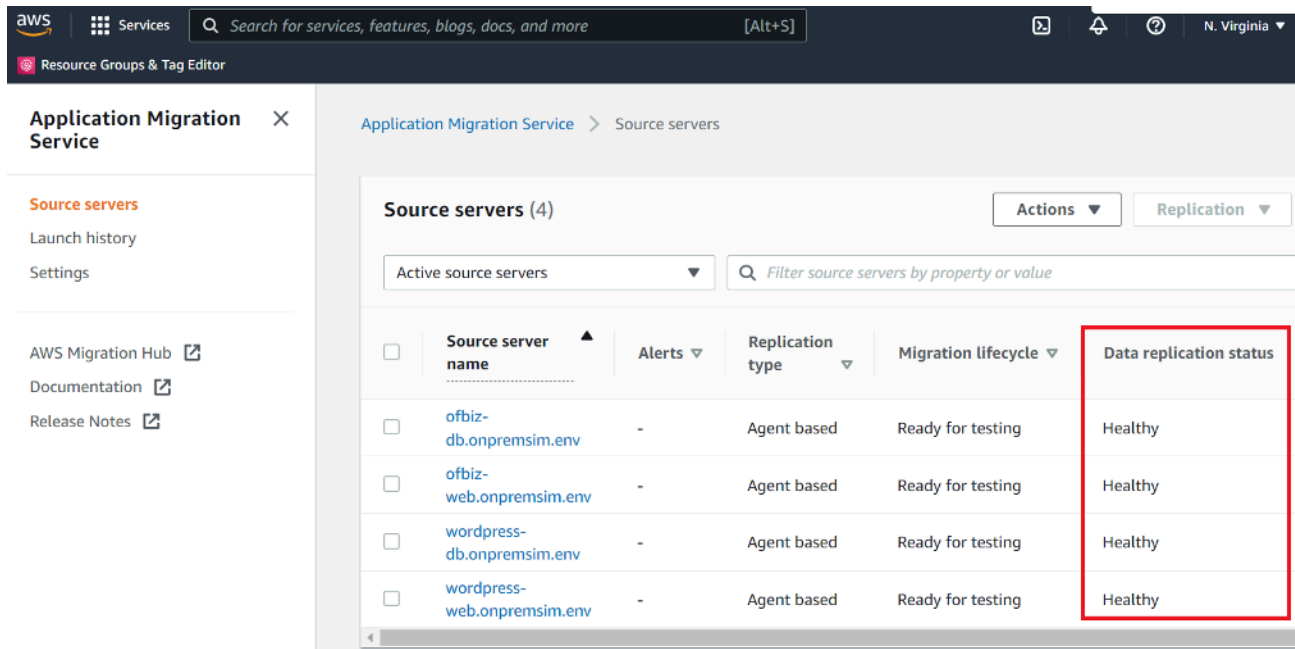 aws
Services
Search for services, features, blogs, docs, and more
[Alt+S]
N. Virginia
Resource Groups & Tag Editor
Application Migration
Service
Application Migration Service > Source servers
Source servers
Launch history
Settings
AWS Migration Hub
Documentation
Release Notes
Source servers (4)
Actions
Replication
Active source servers
Filter source servers by property or value
Source server
name
Alerts
Replication
type
Migration lifecycle
Data replication status
ofbiz-
db.onpremsim.env
-
Agent based
Ready for testing
Healthy
ofbiz-
web.onpremsim.env
-
Agent based
Ready for testing
Healthy
wordpress-
db.onpremsim.env
-
Agent based
Ready for testing
Healthy
wordpress-
web.onpremsim.env
-
Agent based
Ready for testing
Healthy